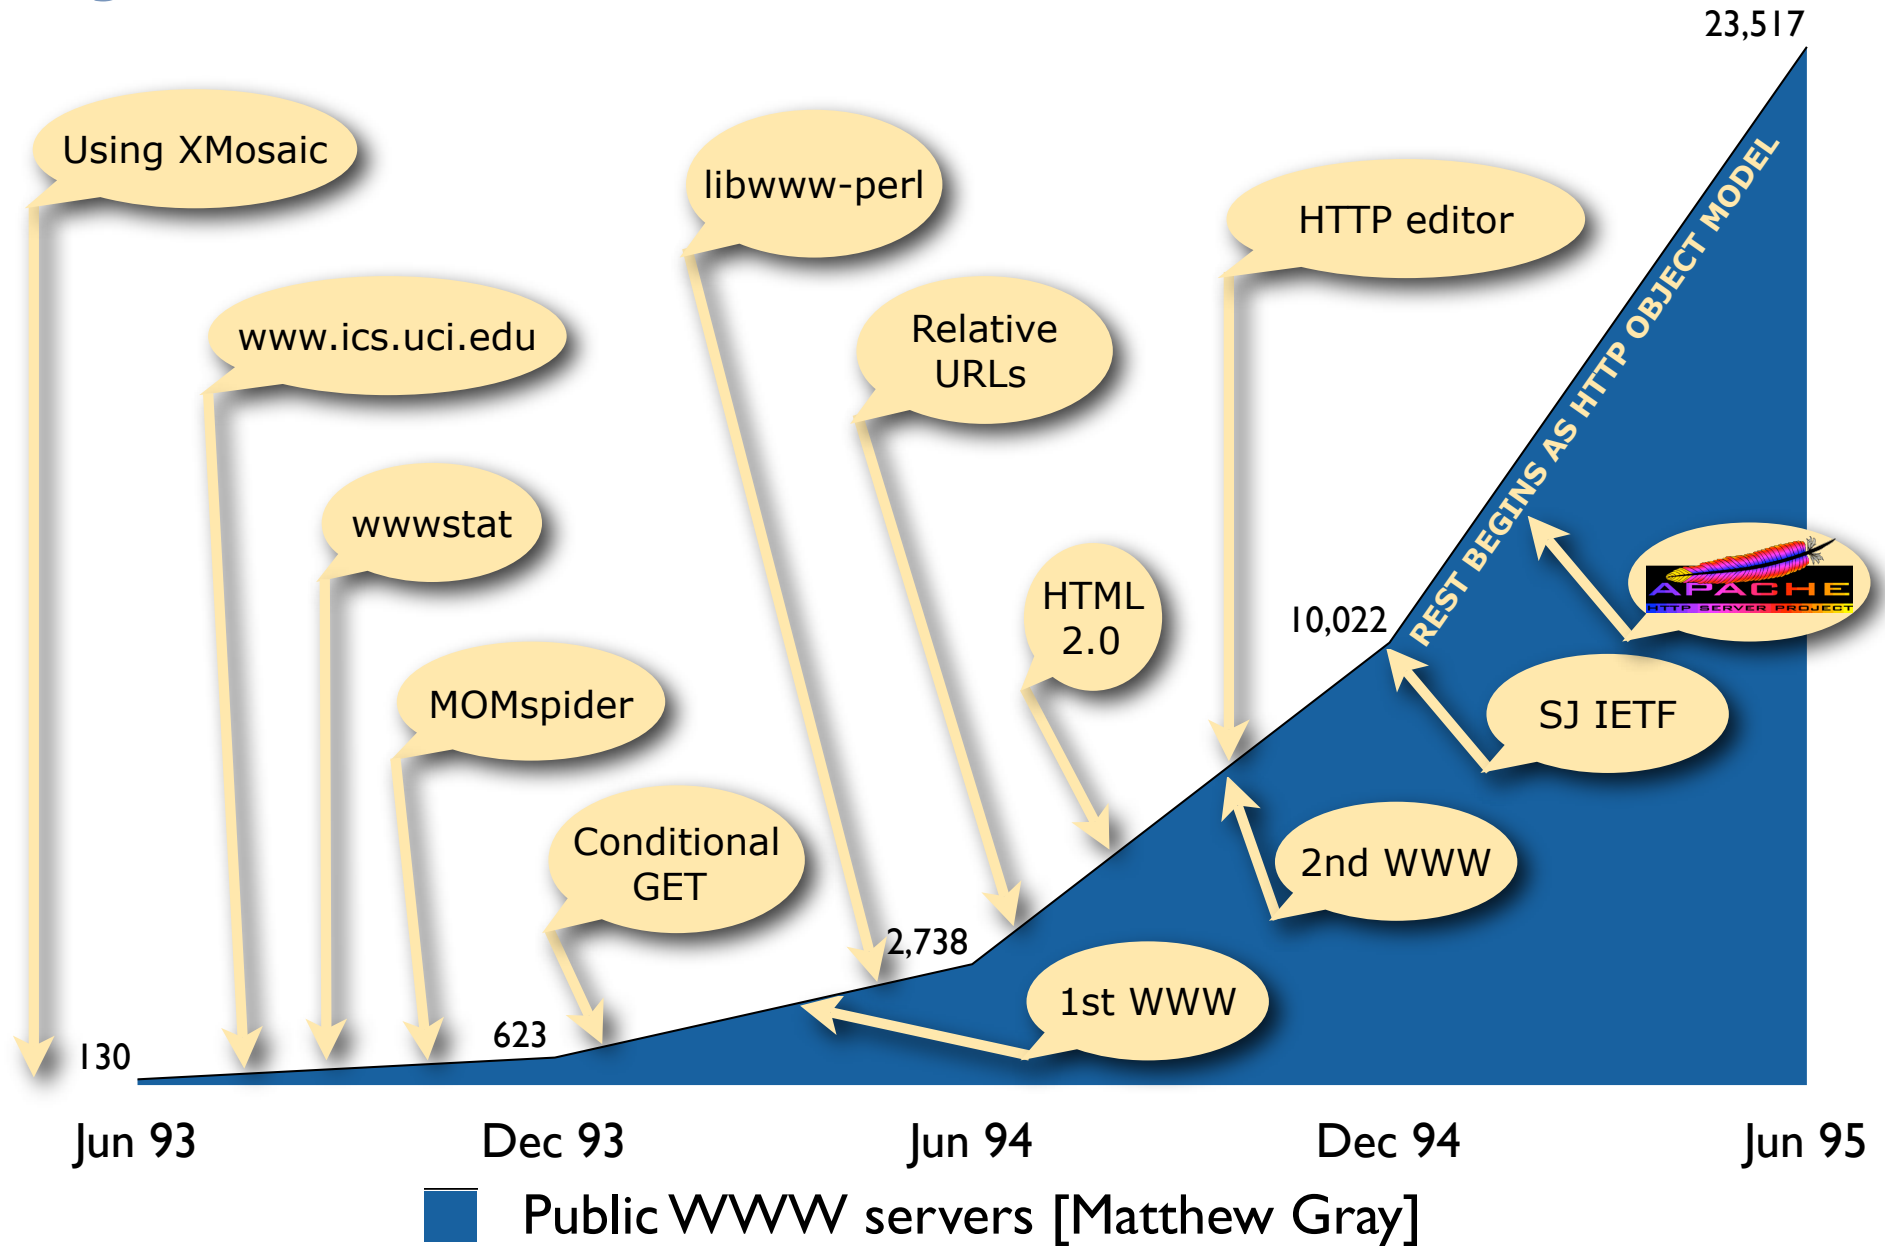 23,517
Using XMosaic
libwww-perl
HTTP editor
www.ics.uci.edu
Relative
URLs
REST BEGINS AS HTTP OBJECT MODEL
wwwstat
HTML
2.0
APACHE
HTTP SERVER PROJECT
10,022
MOMspider
SJ IETF
Conditional
GET
2nd WWW
2,738
1st WWW
623
130
Jun 93
Dec 93
Jun 94
Dec 94
Jun 95
Public WWW servers [Matthew Gray]